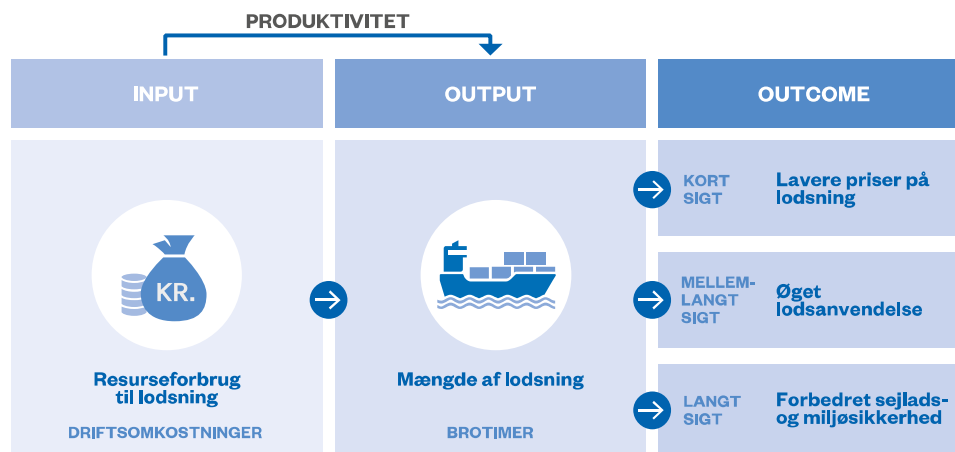 PRODUKTIVITET
INPUT
OUTPUT
OUTCOME
KR.
Resurseforbrug
til lodsning
DRIFTSOMKOSTNINGER
Mængde af lodsning
BROTIMER
KORT
SIGT
Lavere priser på
lodsning
MELLEM-
LANGT
SIGT
Øget
lodsanvendelse
LANGT
SIGT
Forbedret sejlads-
og miljøsikkerhed